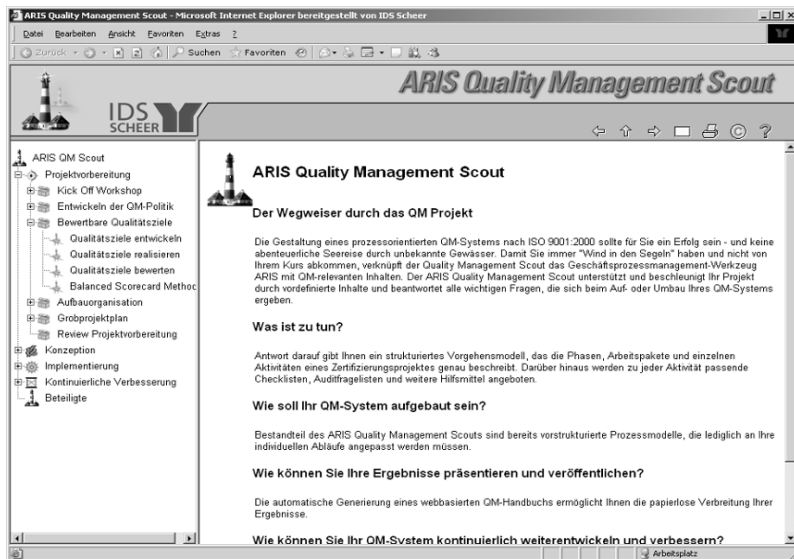 ARIS Quality Management Scout - Microsoft Internet Explorer bereitgestellt von IDS Scheer
Datei Bearbeiten Ansicht Favoriten Extras ?
Zurück Suchen Favoriten
ARIS Quality Management Scout
IDS
SCHEER
ARIS QM Scout
Projektvorbereitung
Kick Off Workshop
Entwickeln der QM-Politik
Bewertbare Qualitätsziele
Qualitätsziele entwickeln
Qualitätsziele realisieren
Qualitätsziele bewerten
Balanced Scorecard Methoc
Aufbauorganisation
Grobprojektplan
Review Projektvorbereitung
Konzeption
Implementierung
Kontinuierliche Verbesserung
Beteiligte
ARIS Quality Management Scout
Der Wegweiser durch das QM Projekt
Die Gestaltung eines prozessorientierten QM-Systems nach ISO 9001:2000 sollte für Sie ein Erfolg sein - und keine
abenteuerliche Seereise durch unbekannte Gewässer. Damit Sie immer "Wind in den Segeln" haben und nicht von
Ihrem Kurs abkommen, verknüpft der Quality Management Scout das Geschäftsprozessmanagement-Werkzeug
ARIS mit QM-relevanten Inhalten. Der ARIS Quality Management Scout unterstützt und beschleunigt Ihr Projekt
durch vordefinierte Inhalte und beantwortet alle wichtigen Fragen, die sich beim Auf- oder Umbau Ihres QM-Systems
ergeben.
Was ist zu tun?
Antwort darauf gibt Ihnen ein strukturiertes Vorgehensmodell, das die Phasen, Arbeitspakete und einzelnen
Aktivitäten eines Zertifizierungsprojektes genau beschreibt. Darüber hinaus werden zu jeder Aktivität passende
Checklisten, Auditfragelisten und weitere Hilfsmittel angeboten.
Wie soll Ihr QM-System aufgebaut sein?
Bestandteil des ARIS Quality Management Scouts sind bereits vorstrukturierte Prozessmodelle, die lediglich an Ihre
individuellen Abläufe angepasst werden müssen.
Wie können Sie Ihre Ergebnisse präsentieren und veröffentlichen?
Die automatische Generierung eines webbasierten QM-Handbuchs ermöglicht Ihnen die papierlose Verbreitung Ihrer
Ergebnisse.
Wie können Sie Ihr QM-System kontinuierlich weiterentwickeln und verbessern?
Arbeitsplatz